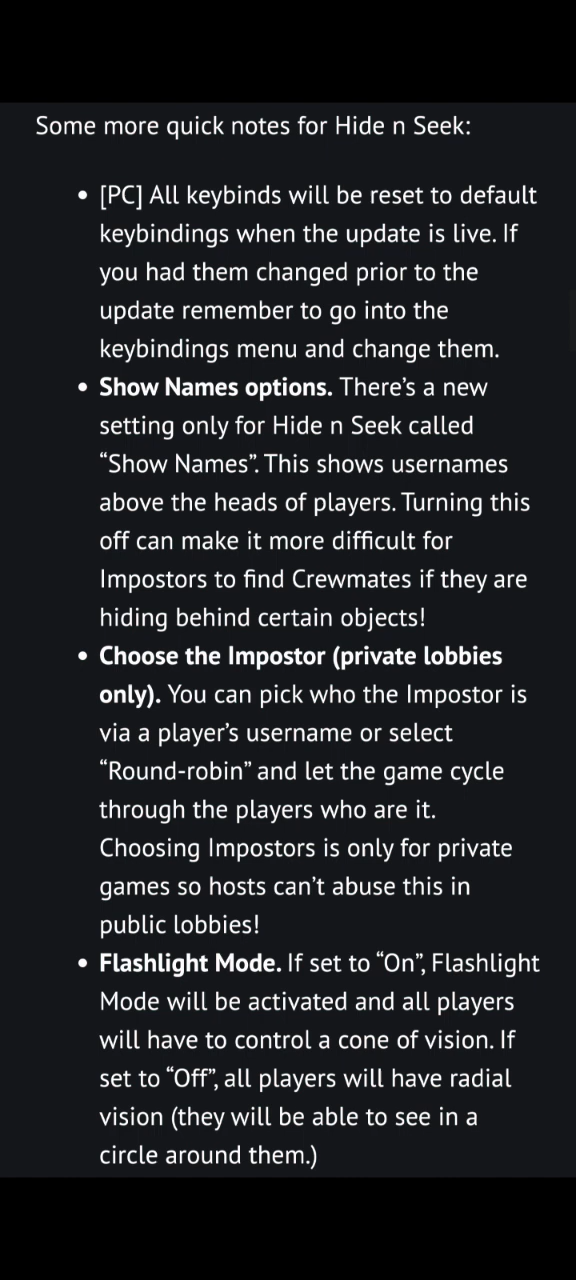 Some more quick notes for Hide n Seek:
• [PC] All keybinds will be reset to default
keybindings when the update is live. If
you had them changed prior to the
update remember to go into the
keybindings menu and change them.
• Show Names options. There's a new
setting only for Hide n Seek called
“Show Names”. This shows usernames
above the heads of players. Turning this
off can make it more difficult for
Impostors to find Crewmates if they are
hiding behind certain objects!
• Choose the Impostor (private lobbies
only). You can pick who the Impostor is
via a player's username or select
“Round-robin” and let the game cycle
through the players who are it.
Choosing Impostors is only for private
games so hosts can't abuse this in
public lobbies!
• Flashlight Mode. If set to “On”, Flashlight
Mode will be activated and all players
will have to control a cone of vision. If
set to “Off”, all players will have radial
vision (they will be able to see in a
circle around them.)